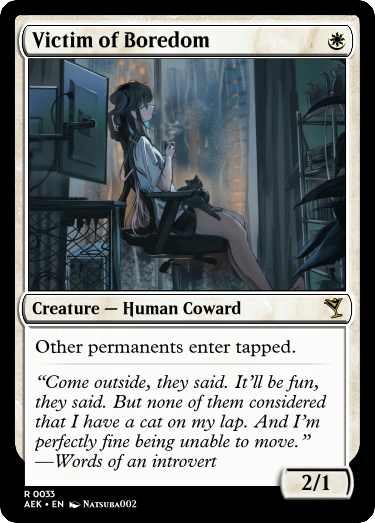 Victim of Boredom
Creature — Human Coward
Other permanents enter tapped.
“Come outside, they said. It'll be fun,
they said. But none of them considered
that I have a cat on my lap. And I'm
perfectly fine being unable to move.”
—Words of an introvert
2/1
R 0033
AEK • EN Natsuba002